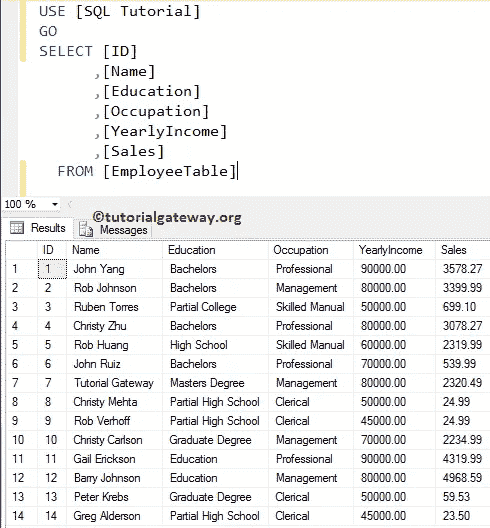 USE [SQL Tutorial]
GO
SELECT [ID]
,[Name]
,[Education]
,[Occupation]
,[YearlyIncome]
,[Sales]
FROM [EmployeeTable]
100 %
©tutorialgateway.org
Results Messages
ID Name Education Occupation YearlyIncome Sales
1 1 John Yang Bachelors Professional 90000.00 3578.27
2 2 Rob Johnson Bachelors Management 80000.00 3399.99
3 3 Ruben Torres Partial College Skilled Manual 50000.00 699.10
4 4 Christy Zhu Bachelors Professional 80000.00 3078.27
5 5 Rob Huang High School Skilled Manual 60000.00 2319.99
6 6 John Ruiz Bachelors Professional 70000.00 539.99
7 7 Tutorial Gateway Masters Degree Management 80000.00 2320.49
8 8 Christy Mehta Partial High School Clerical 50000.00 24.99
9 9 Rob Verhoff Partial High School Clerical 45000.00 24.99
10 10 Christy Carlson Graduate Degree Management 70000.00 2234.99
11 11 Gail Erickson Education Professional 90000.00 4319.99
12 12 Barry Johnson Education Management 80000.00 4968.59
13 13 Peter Krebs Graduate Degree Clerical 50000.00 59.53
14 14 Greg Alderson Partial High School Clerical 45000.00 23.50